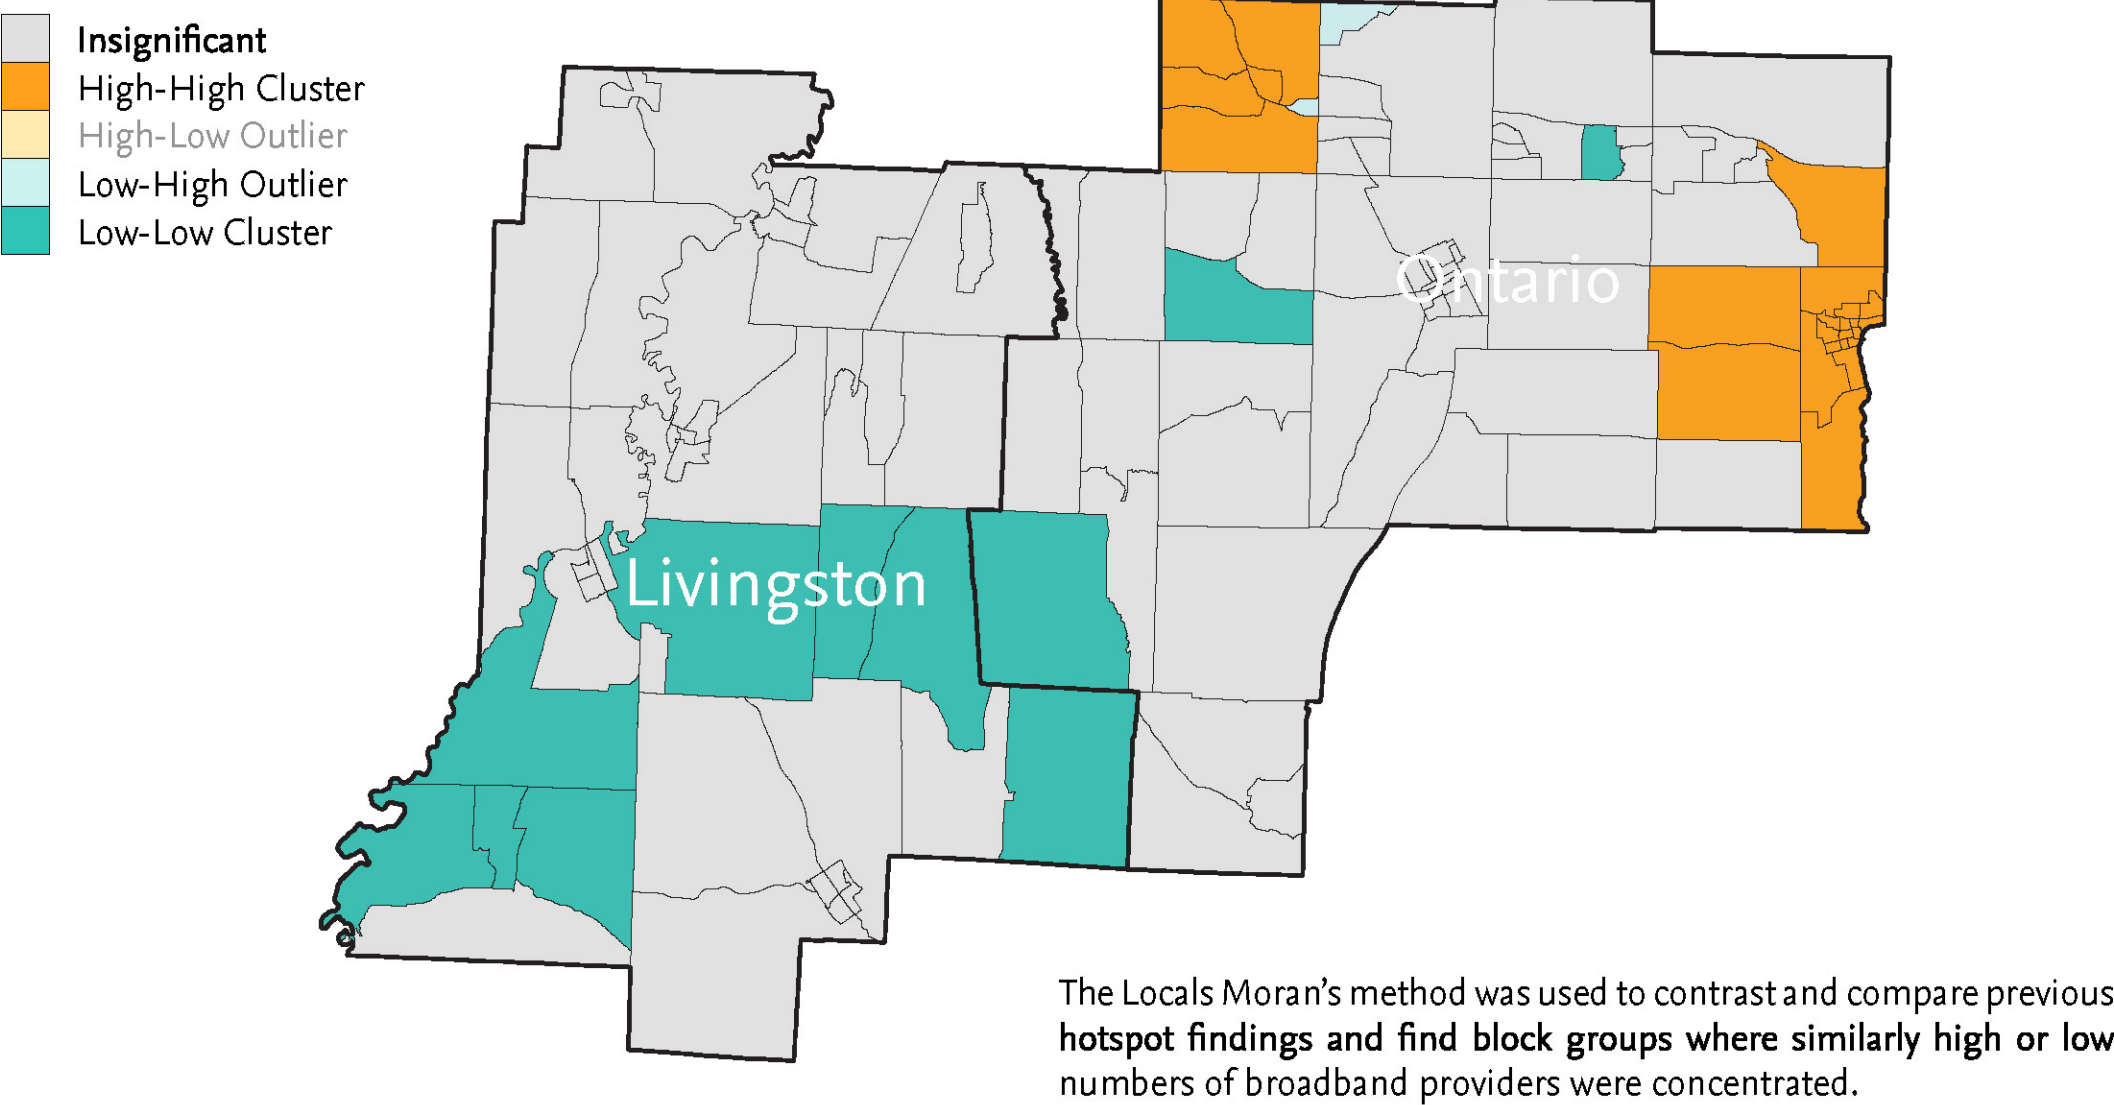 Insignificant
High-High Cluster
High-Low Outlier
Low-High Outlier
Low-Low Cluster
Ontario
Livingston
The Locals Moran's method was used to contrast and compare previous
hotspot findings and find block groups where similarly high or low
numbers of broadband providers were concentrated.